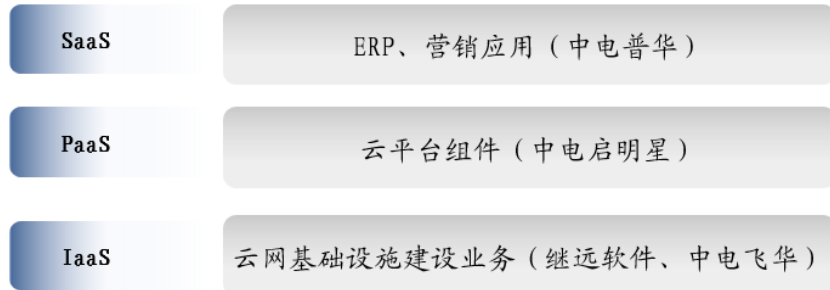 SaaS
ERP、营销应用（中电普华）
PaaS
云平台组件（中电启明星）
IaaS
云网基础设施建设业务（继远软件、中电飞华）